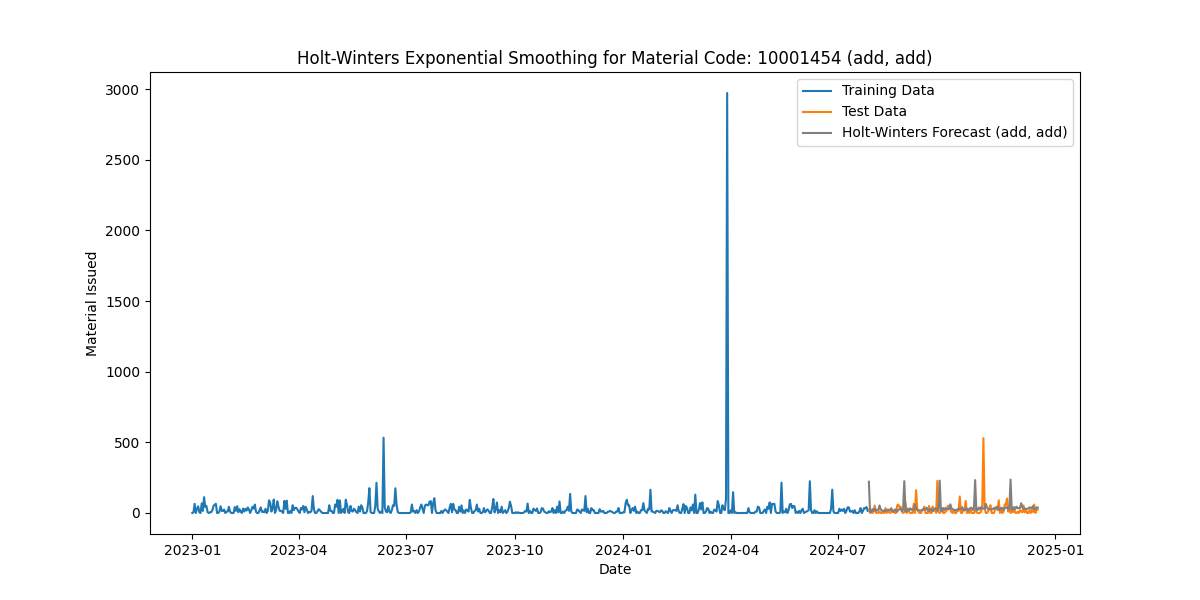 Holt-Winters Exponential Smoothing for Material Code: 10001454 (add, add)
Training Data
Test Data
Holt-Winters Forecast (add, add)
3000
2500
2000
1500
1000
500
0
Material Issued
2023-01 2023-04 2023-07 2023-10 2024-01 2024-04 2024-07 2024-10 2025-01
Date